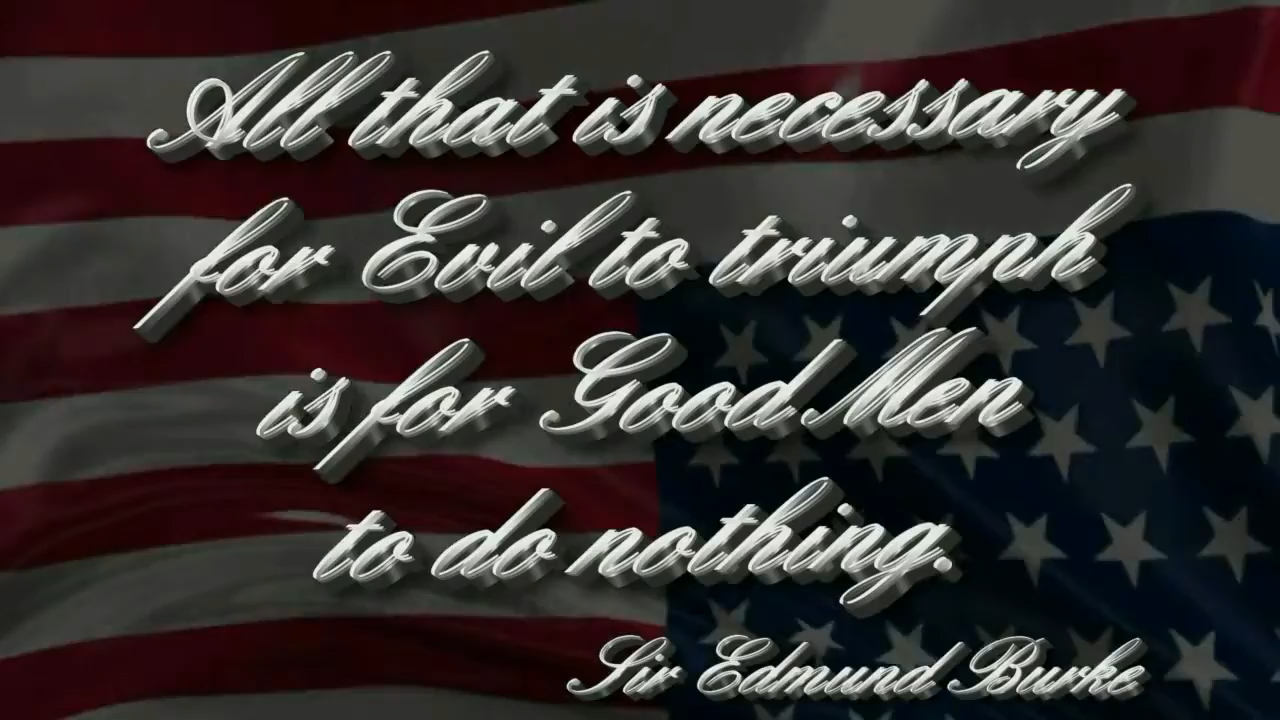 All that is necessary
for Evil to triumph
is for Good Men
to do nothing.
Sir Edmund Burke